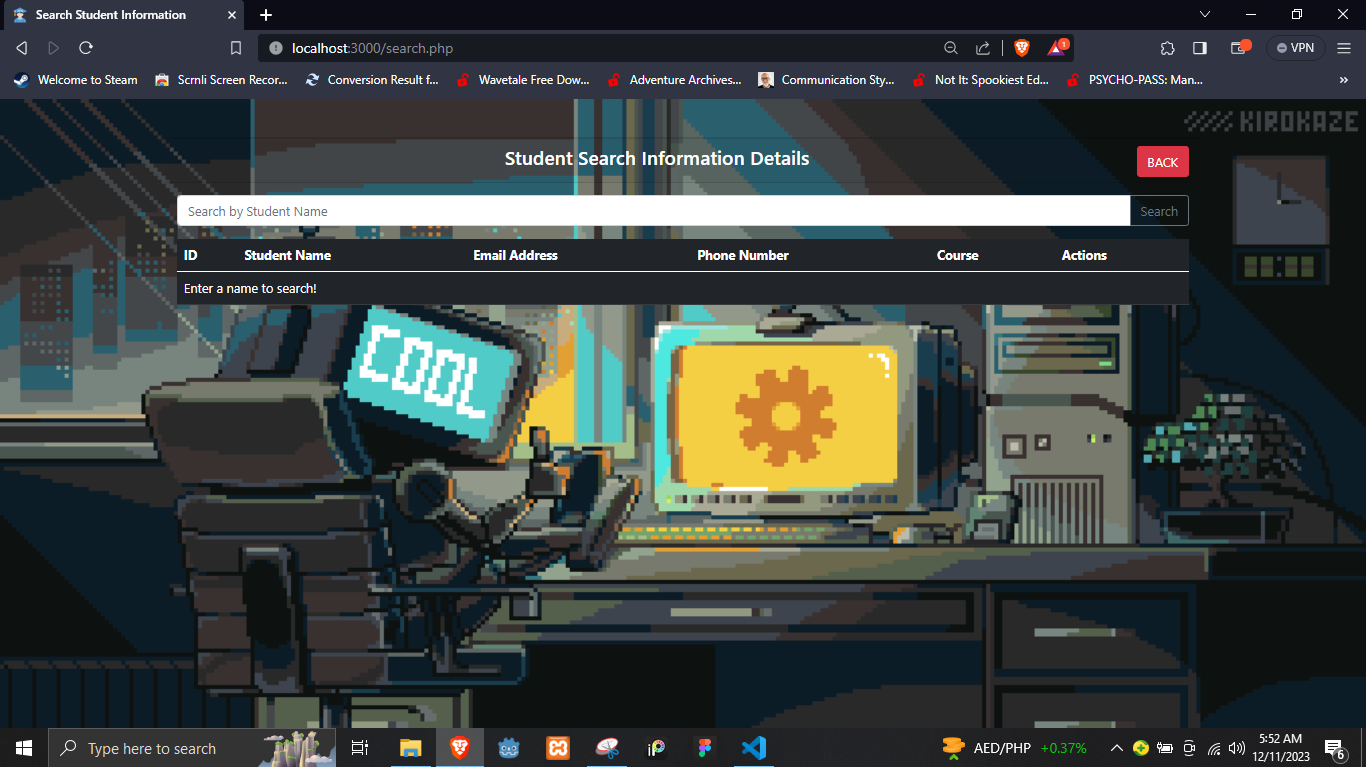 Search Student Information
localhost:3000/search.php
1
VPN
Welcome to Steam
Scrnli Screen Recor...
Conversion Result f...
Wavetale Free Dow...
Adventure Archives...
Communication Sty...
Not It: Spookiest Ed...
PSYCHO-PASS: Man...
KIROKAZE
Student Search Information Details
BACK
Search by Student Name
Search
ID Student Name Email Address Phone Number Course Actions
Enter a name to search!
COOL
Type here to search
iP
AED/PHP +0.37%
5:52 AM
12/11/2023
6